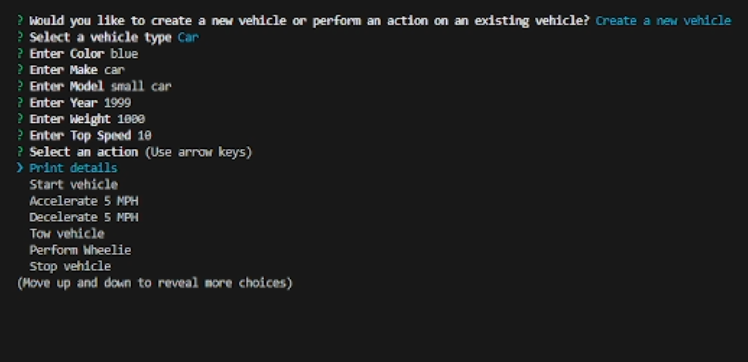 ? Would you like to create a new vehicle or perform an action on an existing vehicle? Create a new vehicle
? Select a vehicle type Car
? Enter Color blue
? Enter Make car
? Enter Model small car
? Enter Year 1999
? Enter Weight 1000
? Enter Top Speed 10
? Select an action (Use arrow keys)
❯ Print details
Start vehicle
Accelerate 5 MPH
Decelerate 5 MPH
Tow vehicle
Perform Wheelie
Stop vehicle
(Move up and down to reveal more choices)